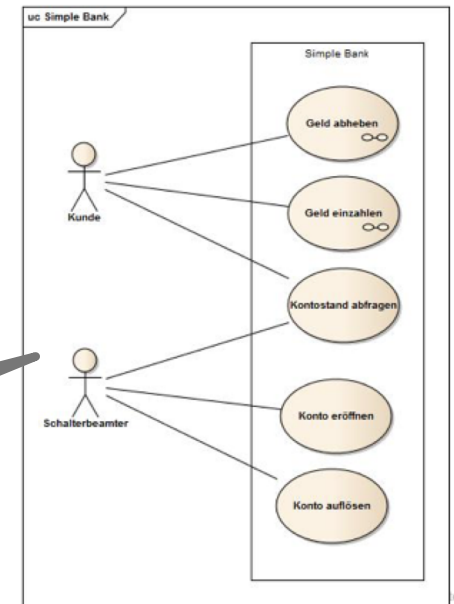 uc Simple Bank
Simple Bank
Geld abheben
Geld einzahlen
Kunde
Kontostand abfragen
Schalterbeamter
Konto eröffnen
Konto auflösen